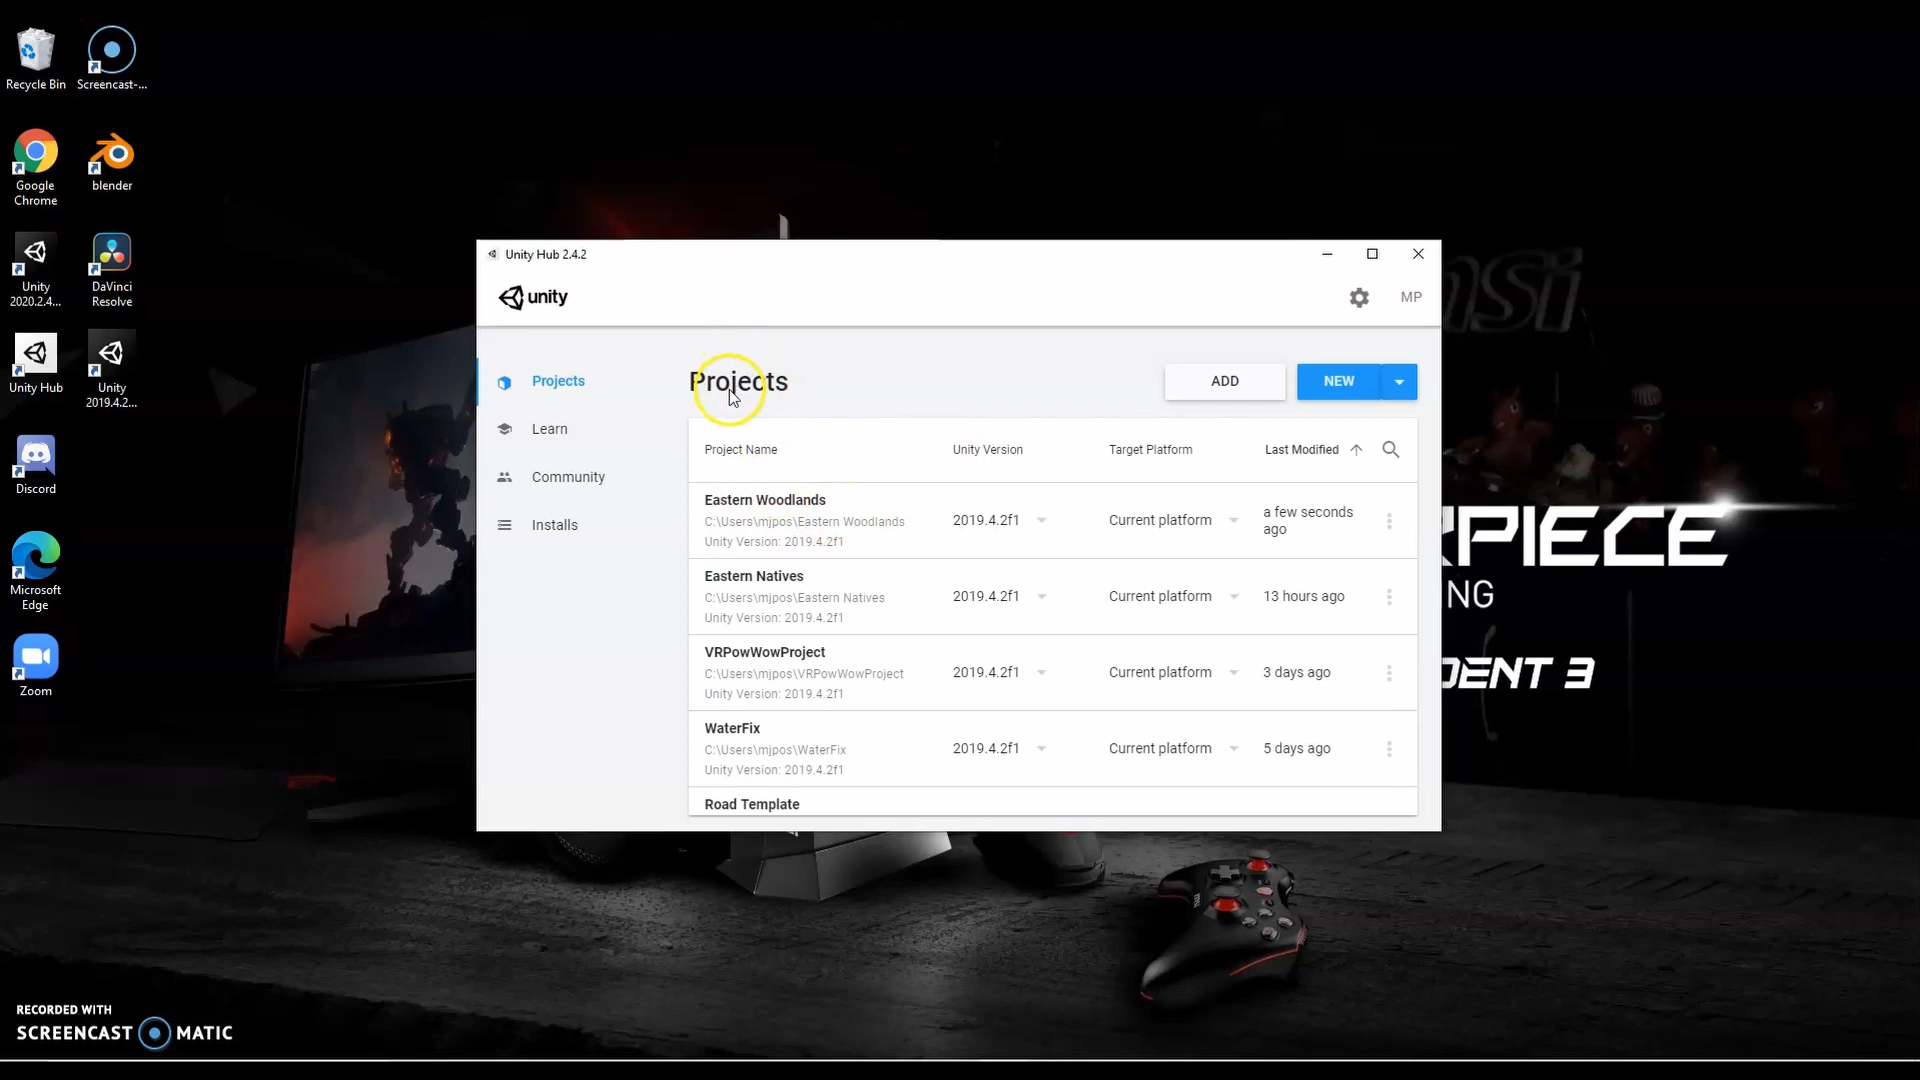 Recycle Bin
Screencast-...
Google
Chrome
blender
Unity
2020.2.4...
DaVinci
Resolve
Unity Hub
Unity
2019.4.2...
Discord
Microsoft
Edge
Zoom
Unity Hub 2.4.2
unity
MP
Projects
Learn
Community
Installs
Projects
ADD
NEW
Project Name
Unity Version
Target Platform
Last Modified
Eastern Woodlands
C:\Users\mjpos\Eastern Woodlands
Unity Version: 2019.4.2f1
2019.4.2f1
Current platform
a few seconds
ago
Eastern Natives
C:\Users\mjpos\Eastern Natives
Unity Version: 2019.4.2f1
2019.4.2f1
Current platform
13 hours ago
VRPowWowProject
C:\Users\mjpos\VRPowWowProject
Unity Version: 2019.4.2f1
2019.4.2f1
Current platform
3 days ago
WaterFix
C:\Users\mjpos\WaterFix
Unity Version: 2019.4.2f1
2019.4.2f1
Current platform
5 days ago
Road Template
msi
RPIECE
NG
DENT 3
RECORDED WITH
SCREENCAST MATIC